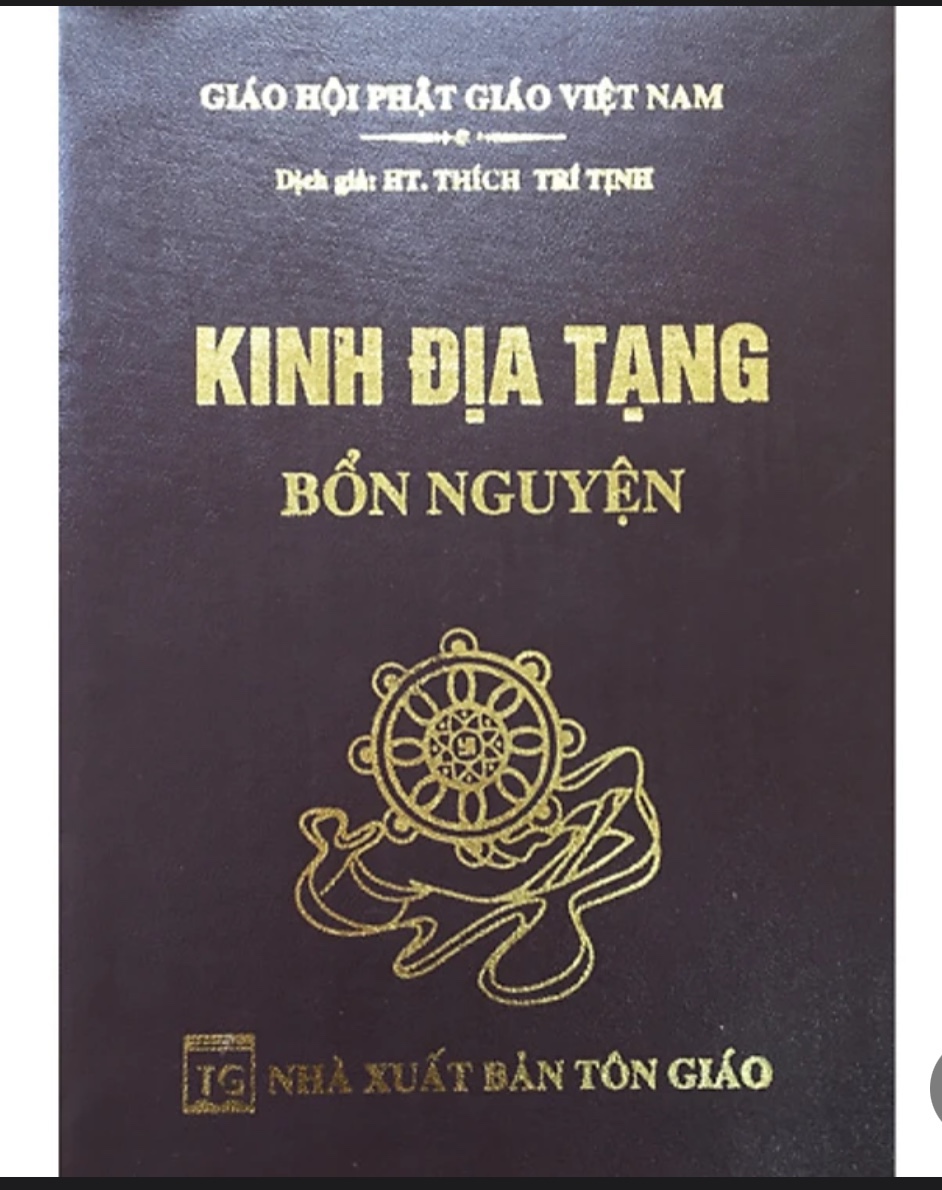 GIÁO HỘI PHẬT GIÁO VIỆT NAM
Dịch giả: HT. THÍCH TRÍ TỊNH
KINH ĐỊA TẠNG
BỔN NGUYỆN
TG NHÀ XUẤT BẢN TÔN GIÁO